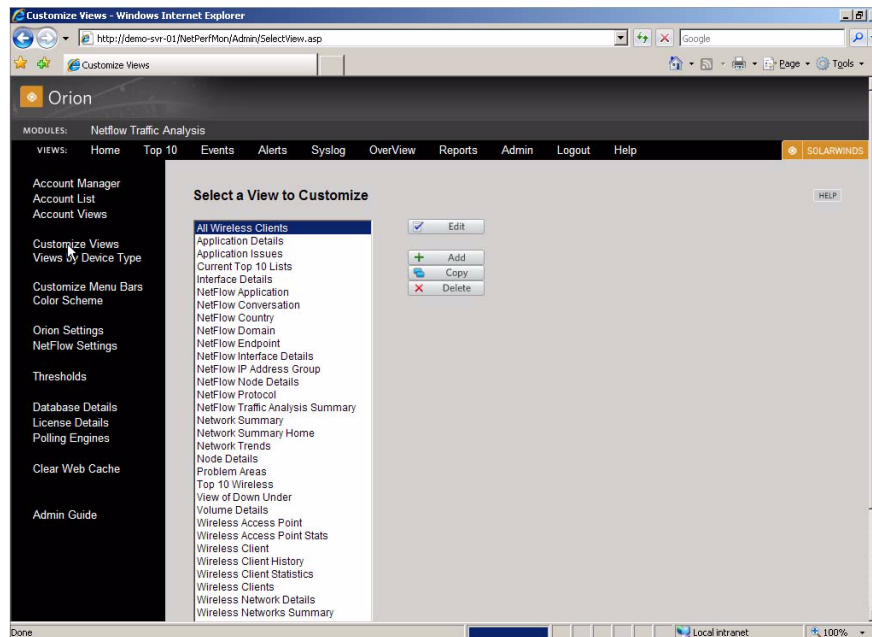 Customize Views - Windows Internet Explorer
http://demo-svr-01/NetPerfMon/Admin/SelectView.asp
Google
Customize Views
Page
Tools
Orion
MODULES: Netflow Traffic Analysis
VIEWS: Home Top 10 Events Alerts Syslog OverView Reports Admin Logout Help
SOLARWINDS
Account Manager
Account List
Account Views
Customize Views
Views by Device Type
Customize Menu Bars
Color Scheme
Orion Settings
NetFlow Settings
Thresholds
Database Details
License Details
Polling Engines
Clear Web Cache
Admin Guide
Select a View to Customize
HELP
All Wireless Clients
Application Details
Application Issues
Current Top 10 Lists
Interface Details
NetFlow Application
NetFlow Conversation
NetFlow Country
NetFlow Domain
NetFlow Endpoint
NetFlow Interface Details
NetFlow IP Address Group
NetFlow Node Details
NetFlow Protocol
NetFlow Traffic Analysis Summary
Network Summary
Network Summary Home
Network Trends
Node Details
Problem Areas
Top 10 Wireless
View of Down Under
Volume Details
Wireless Access Point
Wireless Access Point Stats
Wireless Client
Wireless Client History
Wireless Client Statistics
Wireless Clients
Wireless Network Details
Wireless Networks Summary
Edit
Add
Copy
Delete
Done
Local intranet
100%